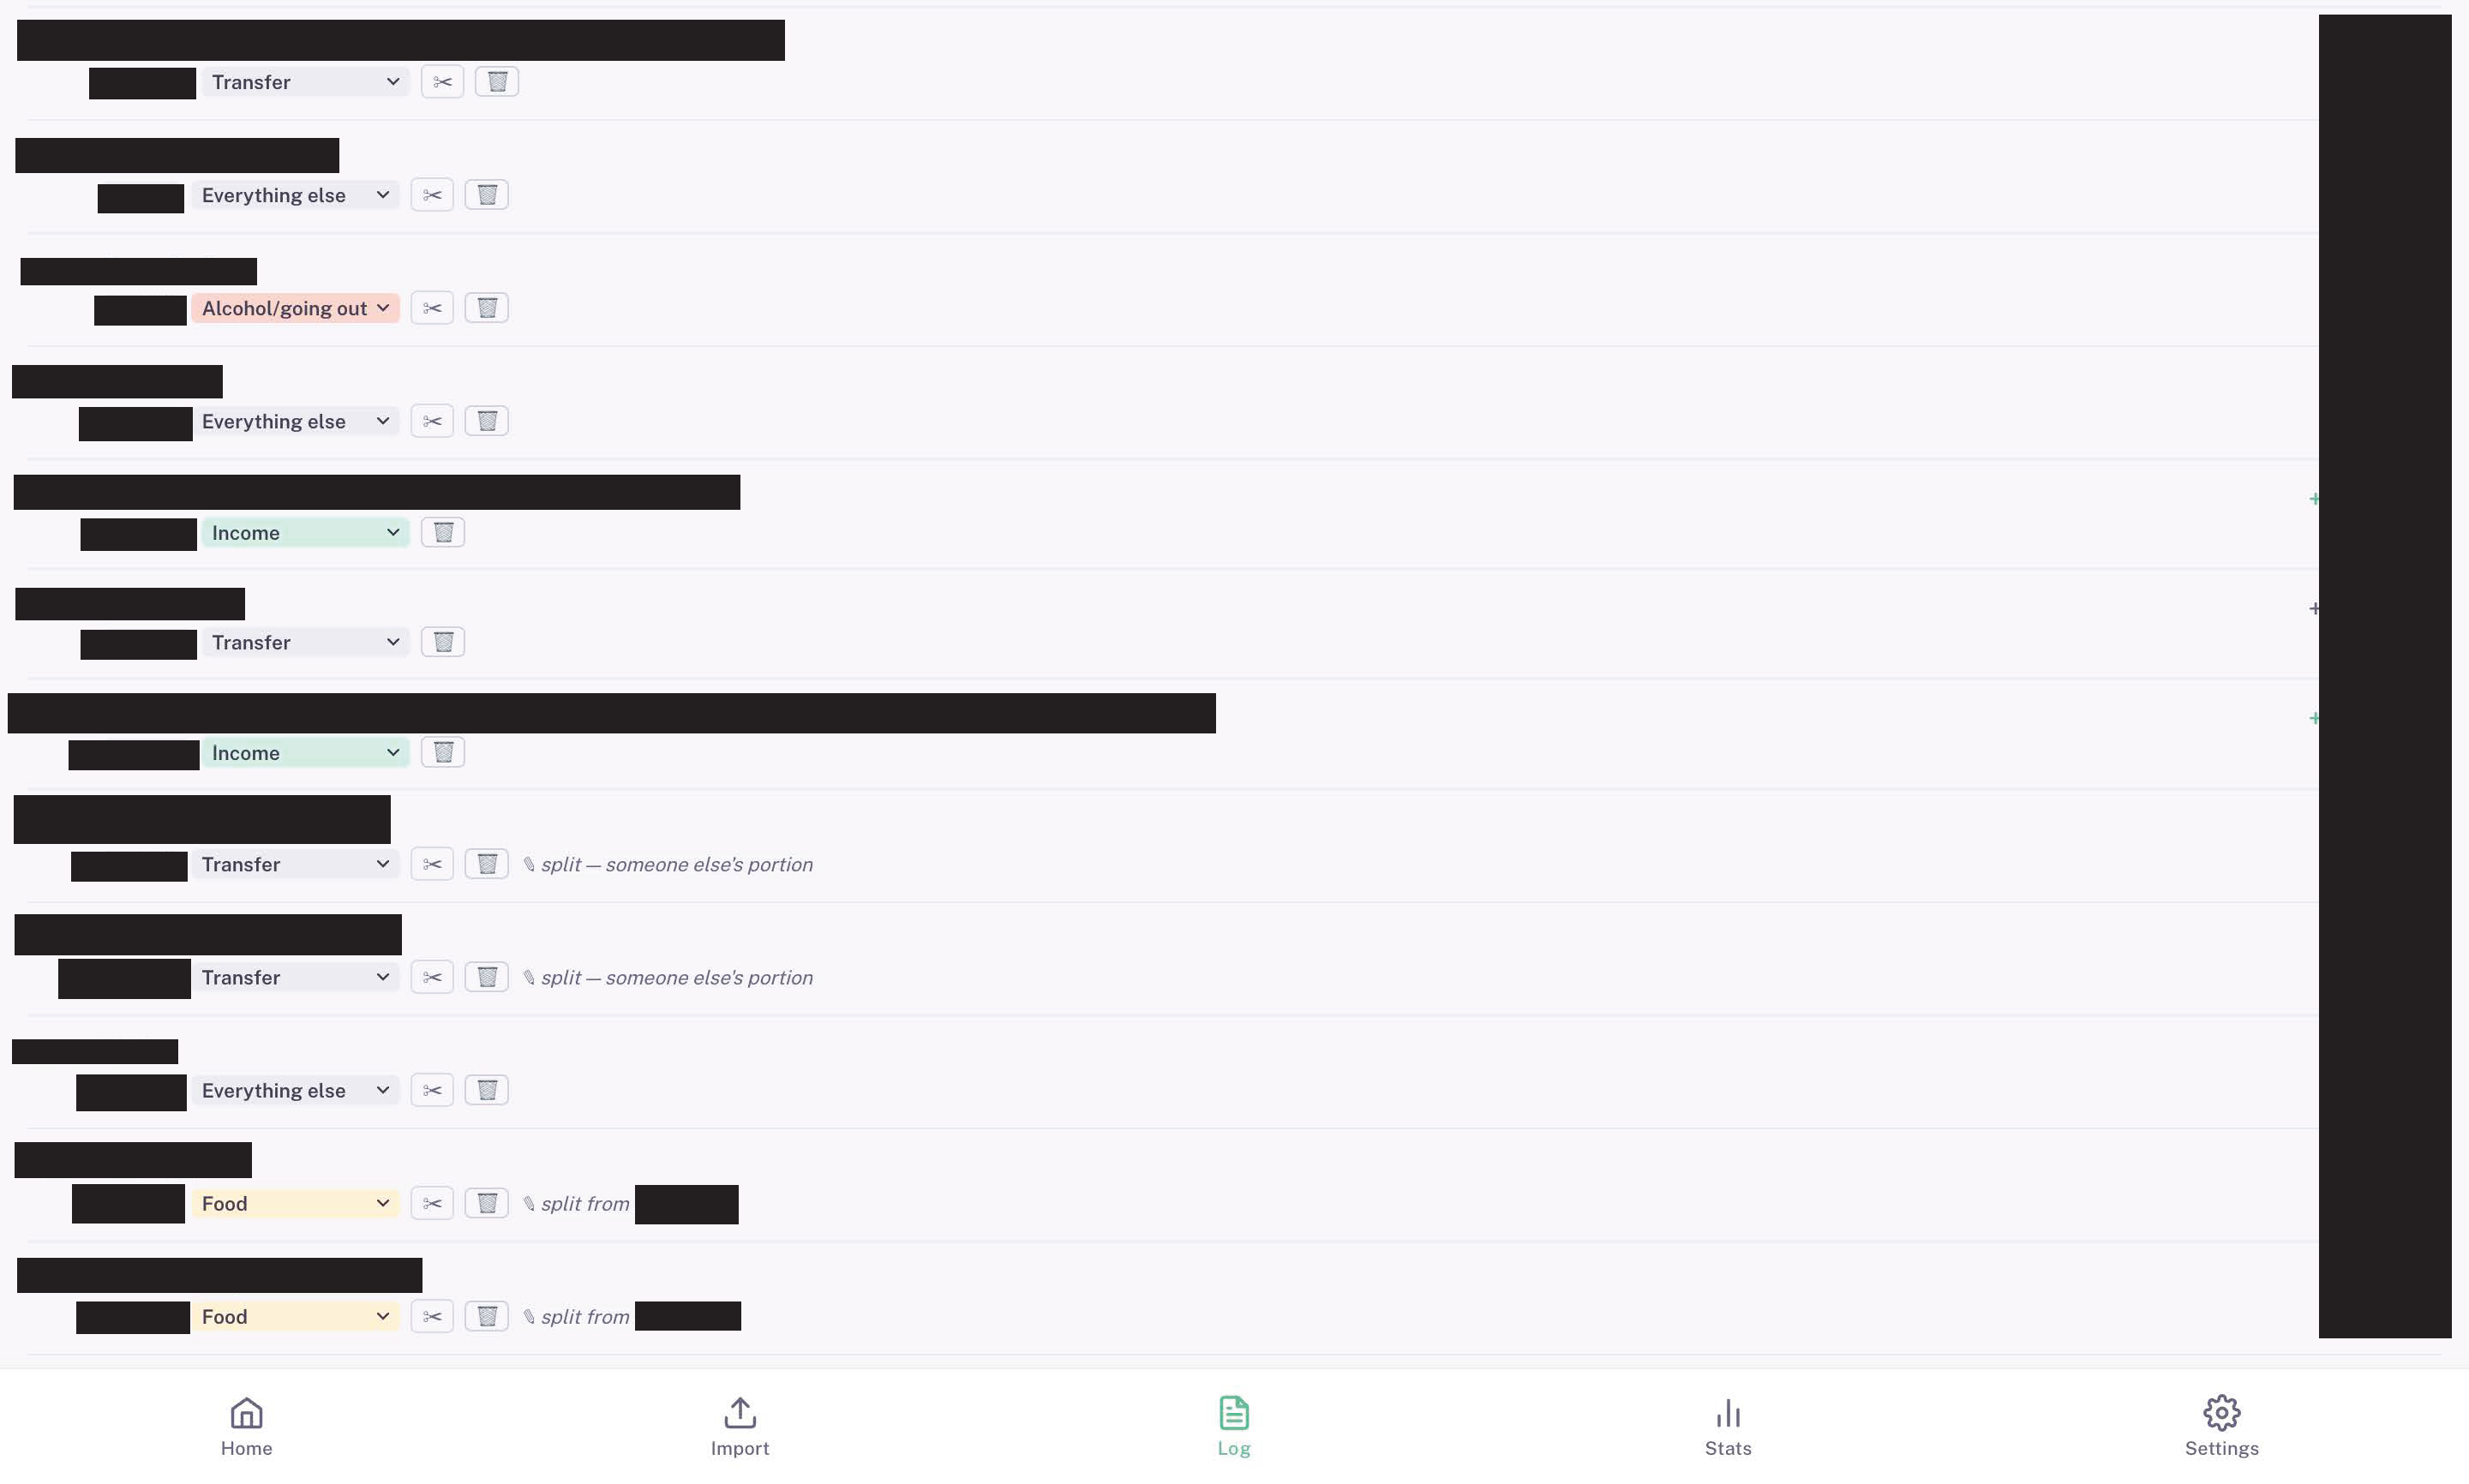 Transfer
Everything else
Alcohol/going out
Everything else
+
Income
+
Transfer
+
Income
Transfer split — someone else's portion
Transfer split — someone else's portion
Everything else
Food split from
Food split from
Home Import Log Stats Settings